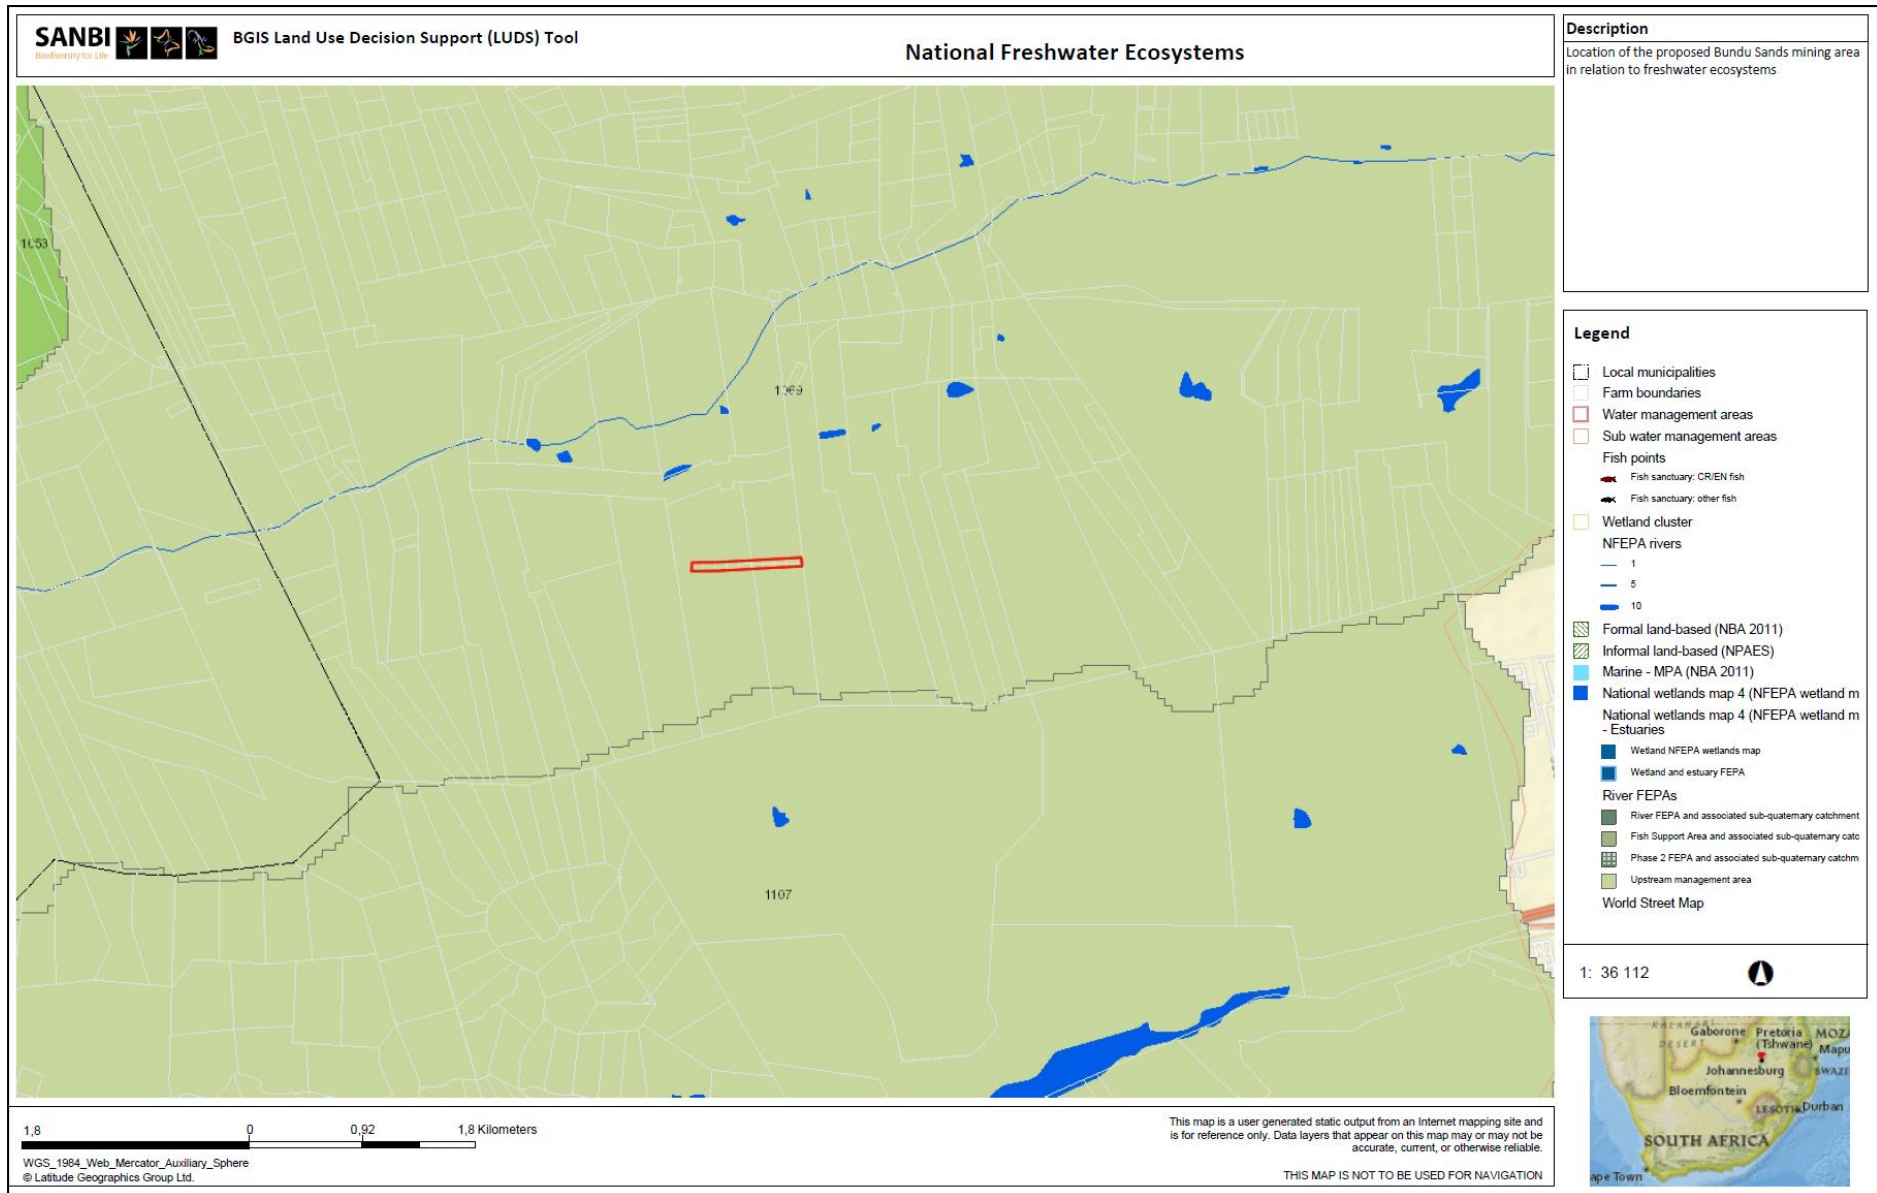 SANBI
Biodiversity for Life
BGIS Land Use Decision Support (LUDS) Tool
National Freshwater Ecosystems
Description
Location of the proposed Bundu Sands mining area
in relation to freshwater ecosystems
1053
1069
1107
Legend
Local municipalities
Farm boundaries
Water management areas
Sub water management areas
Fish points
Fish sanctuary: CR/EN fish
Fish sanctuary: other fish
Wetland cluster
NFEPA rivers
1
5
10
Formal land-based (NBA 2011)
Informal land-based (NPAES)
Marine - MPA (NBA 2011)
National wetlands map 4 (NFEPA wetland m
National wetlands map 4 (NFEPA wetland m
- Estuaries
Wetland NFEPA wetlands map
Wetland and estuary FEPA
River FEPAs
River FEPA and associated sub-quaternary catchment
Fish Support Area and associated sub-quaternary catc
Phase 2 FEPA and associated sub-quaternary catchm
Upstream management area
World Street Map
1: 36 112
KALAHARI
DESERT
Gaborone
Pretoria
(Tshwane)
MOZA
Mapu
Johannesburg
SWAZI
Bloemfontein
LESOTHO
Durban
SOUTH AFRICA
ape Town
1,8 0 0,92 1,8 Kilometers
WGS_1984_Web_Mercator_Auxiliary_Sphere
© Latitude Geographics Group Ltd.
This map is a user generated static output from an Internet mapping site and
is for reference only. Data layers that appear on this map may or may not be
accurate, current, or otherwise reliable.
THIS MAP IS NOT TO BE USED FOR NAVIGATION